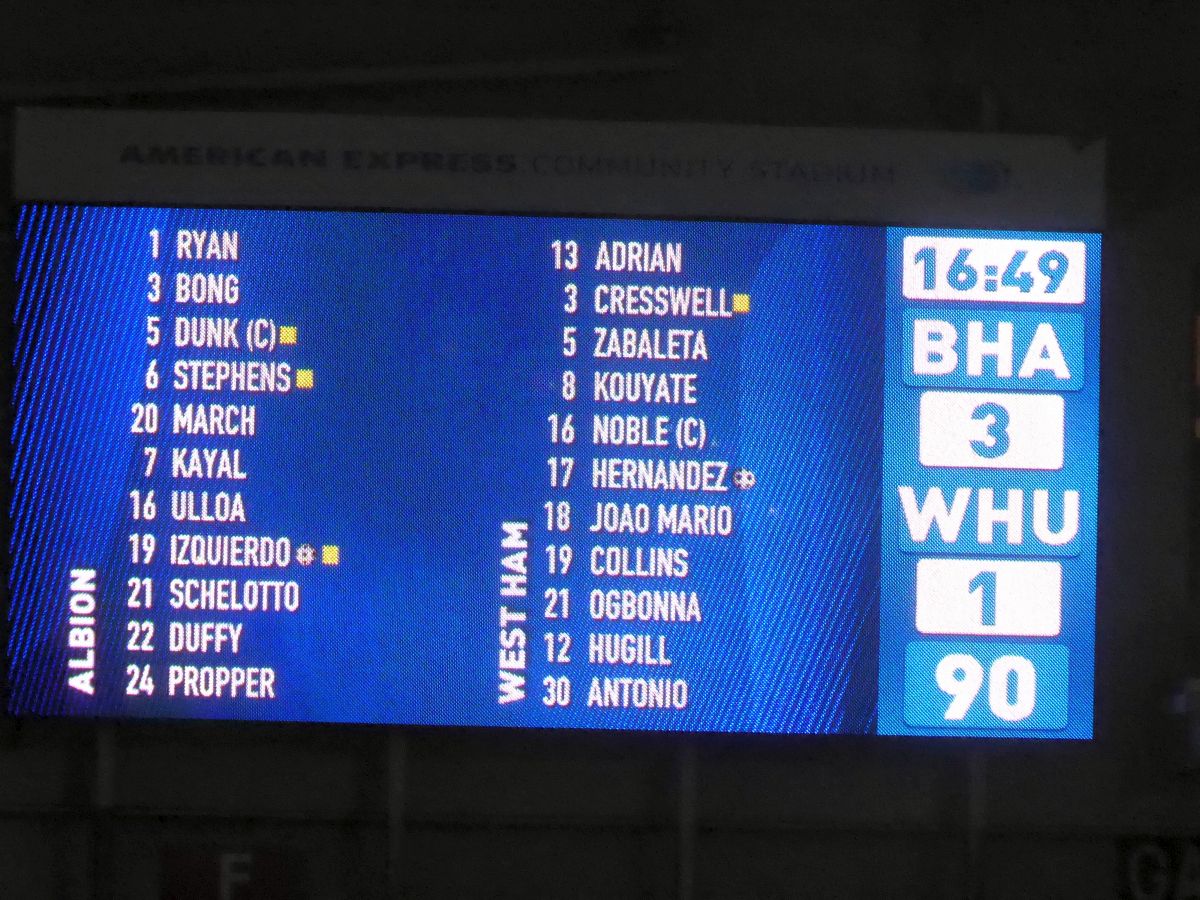 AMERICAN EXPRESS COMMUNITY STADIUM
1 RYAN
3 BONG
5 DUNK (C)
6 STEPHENS
20 MARCH
7 KAYAL
16 ULLOA
19 IZQUIERDO
21 SCHELOTTO
22 DUFFY
24 PROPPER
ALBION
13 ADRIAN
3 CRESSWELL
5 ZABALETA
8 KOUYATE
16 NOBLE (C)
17 HERNANDEZ
18 JOAO MARIO
19 COLLINS
21 OGBONNA
12 HUGILL
30 ANTONIO
WEST HAM
16:49
BHA
3
WHU
1
90
F
GA